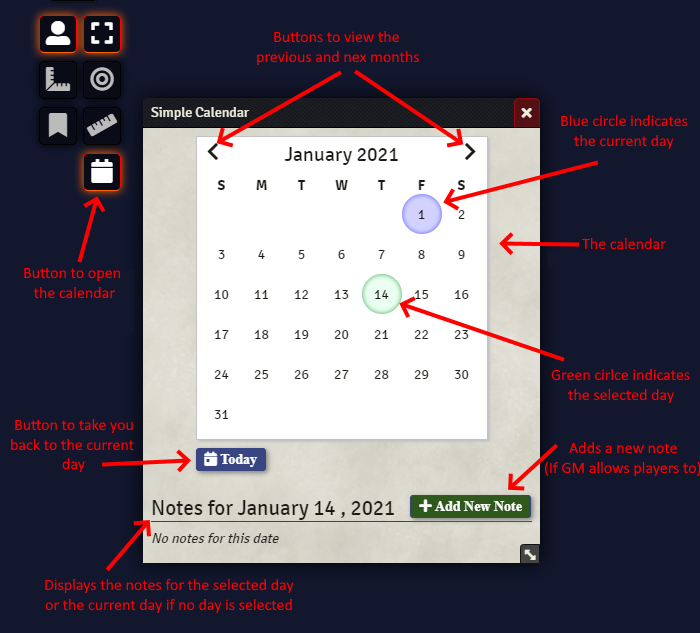 Buttons to view the
previous and nex months
Simple Calendar
Blue circle indicates
the current day
January 2021
S M T W T F S
1 2
3 4 5 6 7 8 9
10 11 12 13 14 15 16
17 18 19 20 21 22 23
24 25 26 27 28 29 30
31
The calendar
Button to open
the calendar
Green cirlce indicates
the selected day
Button to take you
back to the current
day
Today
Adds a new note
(If GM allows players to)
Notes for January 14 , 2021
Add New Note
No notes for this date
Displays the notes for the selected day
or the current day if no day is selected